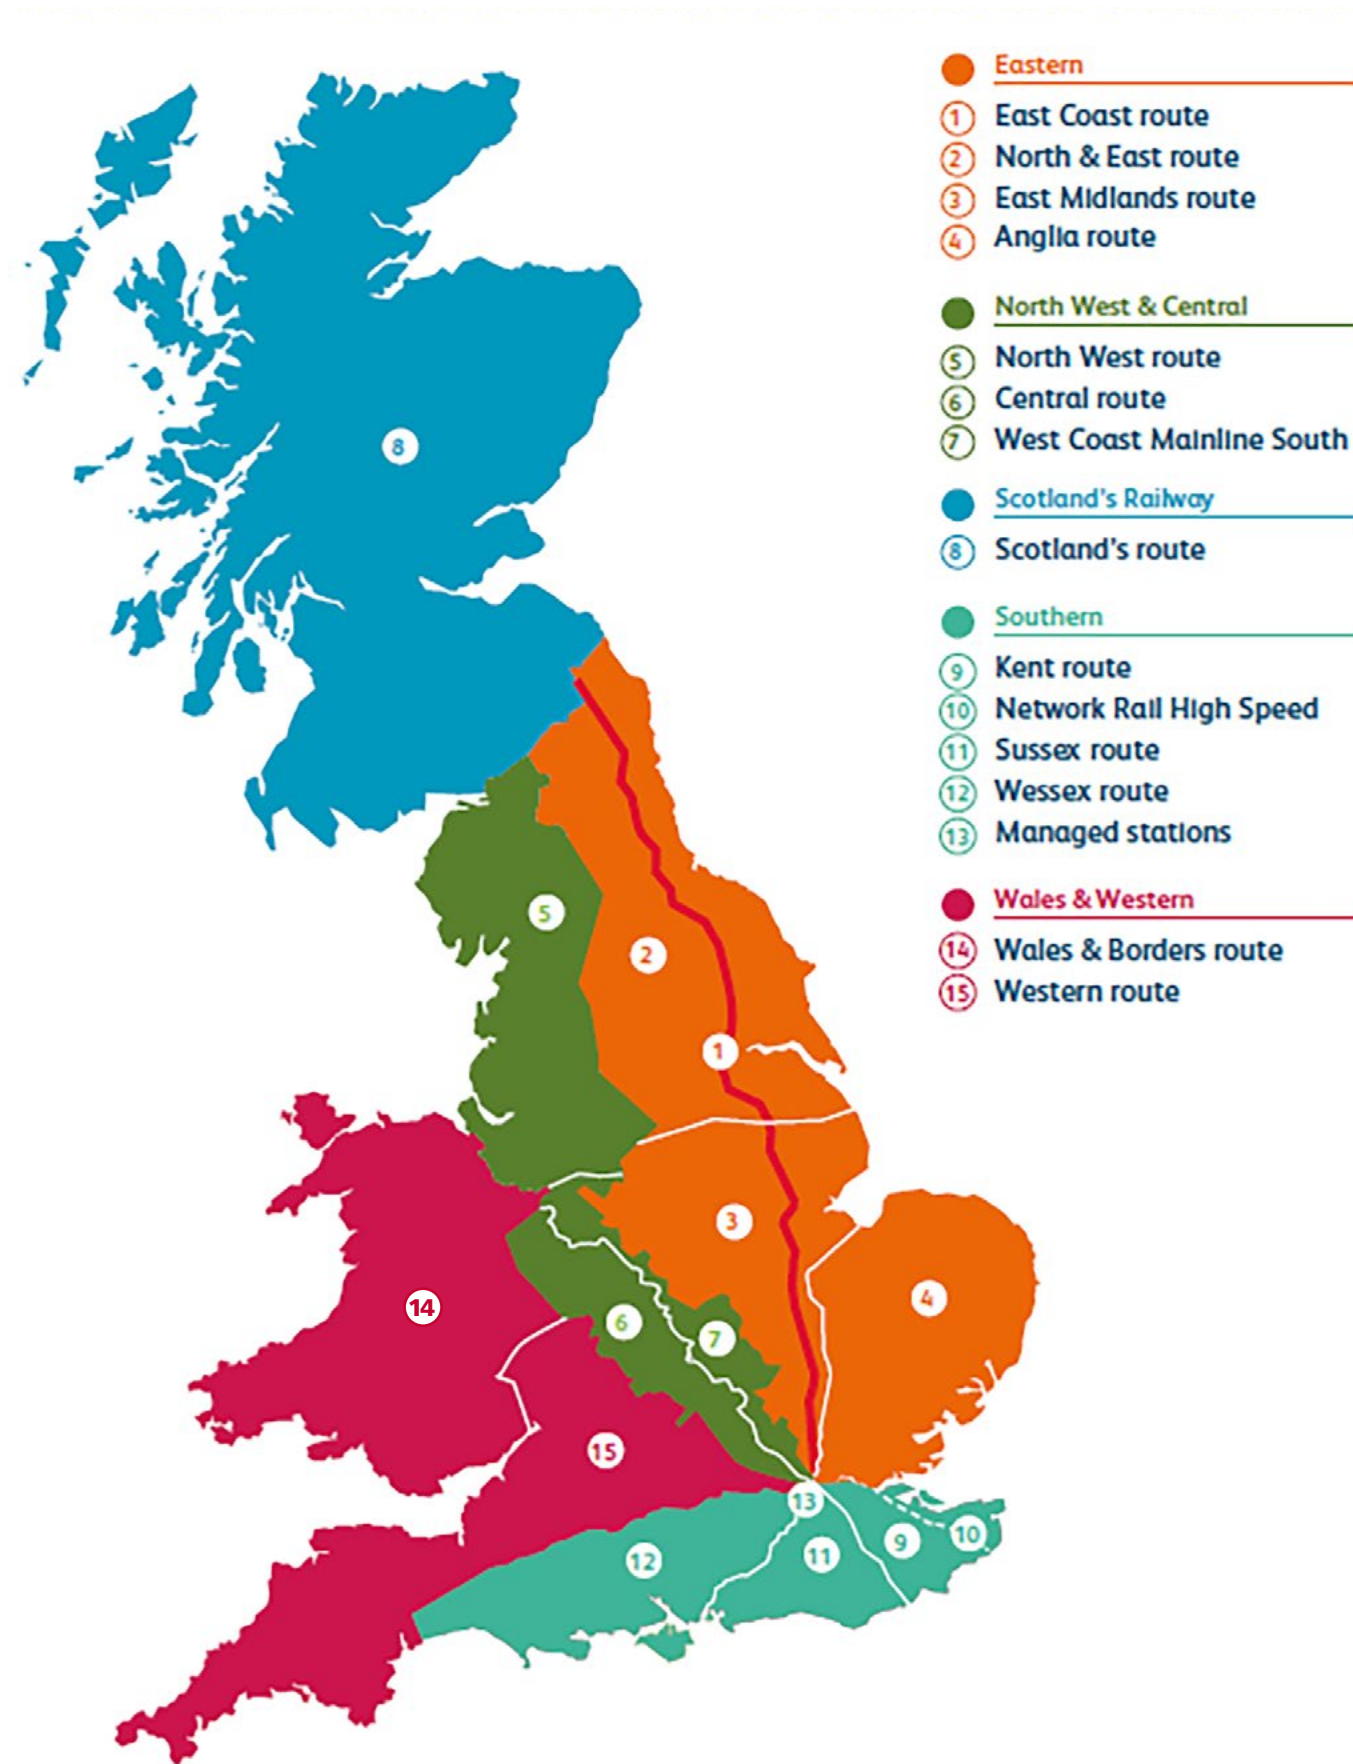 Eastern
1 East Coast route
2 North & East route
3 East Midlands route
4 Anglia route
North West & Central
5 North West route
6 Central route
7 West Coast Mainline South
Scotland's Railway
8 Scotland's route
Southern
9 Kent route
10 Network Rail High Speed
11 Sussex route
12 Wessex route
13 Managed stations
Wales & Western
14 Wales & Borders route
15 Western route
8
5
2
1
3
4
14
6
7
15
13
10
9
11
12